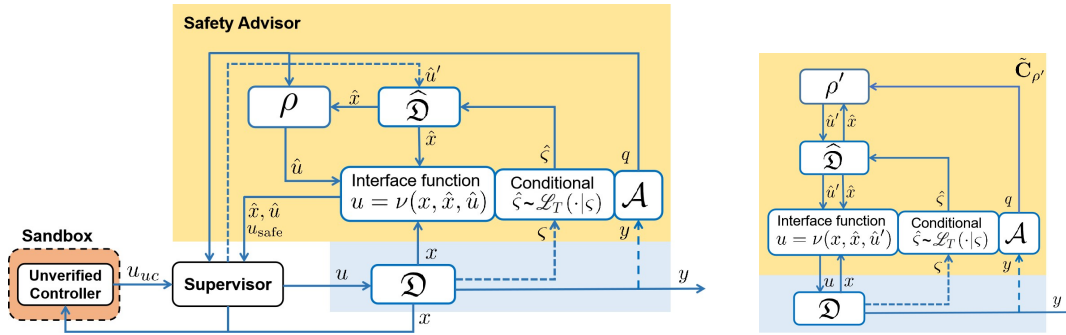 Safety Advisor
û′
ρ
x̂
𝔇̂
x̂
û
ς̂
q
Interface function
u = ν(x, x̂, û)
Conditional
ς̂ ~ ℒ_T(·|ς)
𝒜
x̂, û
u_safe
x
ς
y
Sandbox
Unverified
Controller
u_uc
Supervisor
u
𝔇
y
x
C̃_ρ′
ρ′
û′
x̂
𝔇̂
û′
x̂
ς̂
q
Interface function
u = ν(x, x̂, û′)
Conditional
ς̂ ~ ℒ_T(·|ς)
𝒜
u
x
ς
y
𝔇
y